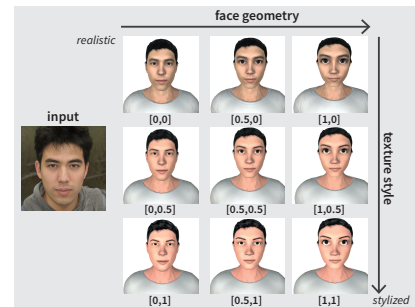 face geometry
realistic
input
[0,0] [0.5,0] [1,0]
texture style
[0,0.5] [0.5,0.5] [1,0.5]
[0,1] [0.5,1] [1,1]
stylized